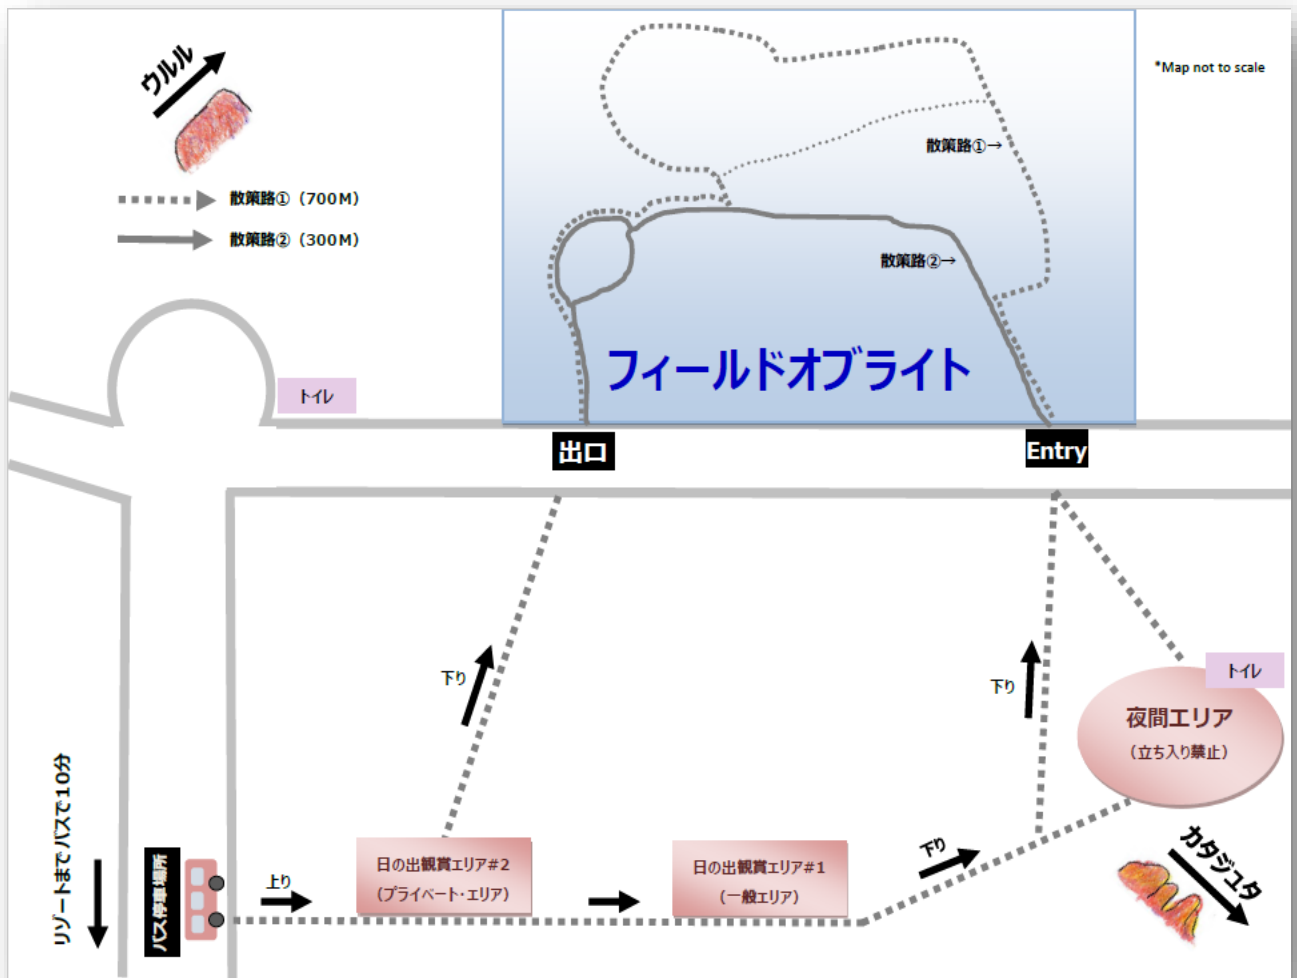 ウルル
*Map not to scale
散策路① (700M)
散策路② (300M)
散策路①→
散策路②→
フィールドオブライト
トイレ
出口
Entry
下り
下り
トイレ
夜間エリア
(立ち入り禁止)
リゾートまでバスで10分
バス停車場所
上り
日の出観賞エリア#2
(プライベート・エリア)
日の出観賞エリア#1
(一般エリア)
下り
カタジュタ